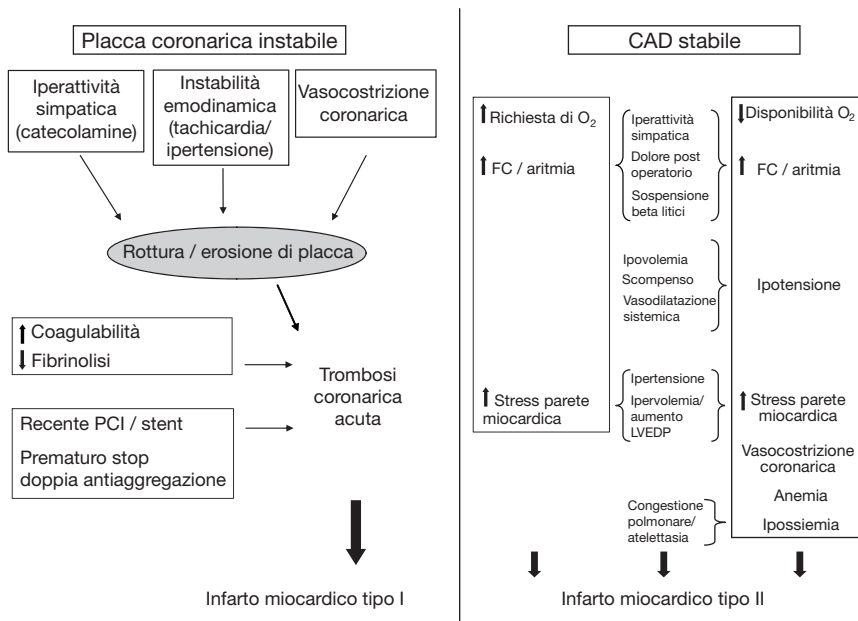 Placca coronarica instabile
Iperattività
simpatica
(catecolamine)
Instabilità
emodinamica
(tachicardia/
ipertensione)
Vasocostrizione
coronarica
Rottura / erosione di placca
Coagulabilità
Fibrinolisi
Recente PCI / stent
Prematuro stop
doppia antiaggregazione
Trombosi
coronarica
acuta
Infarto miocardico tipo I
CAD stabile
Richiesta di O₂
FC / aritmia
Stress parete
miocardica
Iperattività
simpatica
Dolore post
operatorio
Sospensione
beta litici
Ipovolemia
Scompenso
Vasodilatazione
sistemica
Ipertensione
Ipervolemia/
aumento
LVEDP
Congestione
polmonare/
atelettasia
Disponibilità O₂
FC / aritmia
Ipotensione
Stress parete
miocardica
Vasocostrizione
coronarica
Anemia
Ipossiemia
Infarto miocardico tipo II